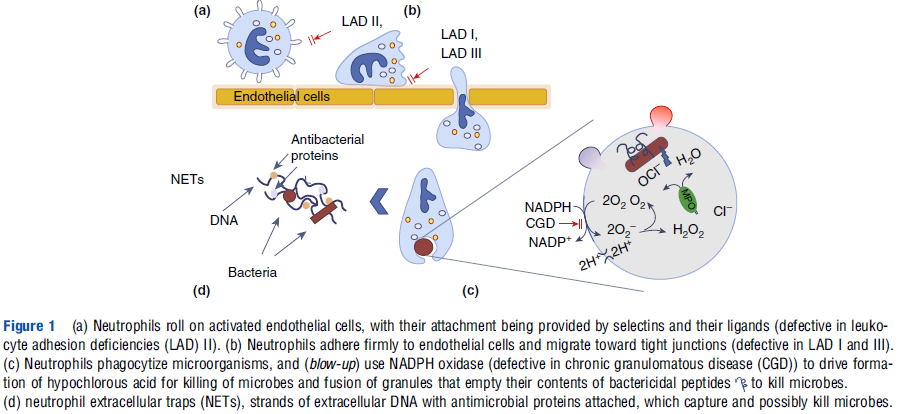 (a)
LAD II,
(b)
LAD I,
LAD III
Endothelial cells
Antibacterial
proteins
NETs
DNA
Bacteria
(d)
(c)
NADPH
CGD
NADP⁺
2O₂ O₂
2O₂⁻
2H⁺
2H⁺
OCl⁻
H₂O
MPO
Cl⁻
H₂O₂
Figure 1 (a) Neutrophils roll on activated endothelial cells, with their attachment being provided by selectins and their ligands (defective in leuko-
cyte adhesion deficiencies (LAD) II). (b) Neutrophils adhere firmly to endothelial cells and migrate toward tight junctions (defective in LAD I and III).
(c) Neutrophils phagocytize microorganisms, and (blow-up) use NADPH oxidase (defective in chronic granulomatous disease (CGD)) to drive forma-
tion of hypochlorous acid for killing of microbes and fusion of granules that empty their contents of bactericidal peptides to kill microbes.
(d) neutrophil extracellular traps (NETs), strands of extracellular DNA with antimicrobial proteins attached, which capture and possibly kill microbes.